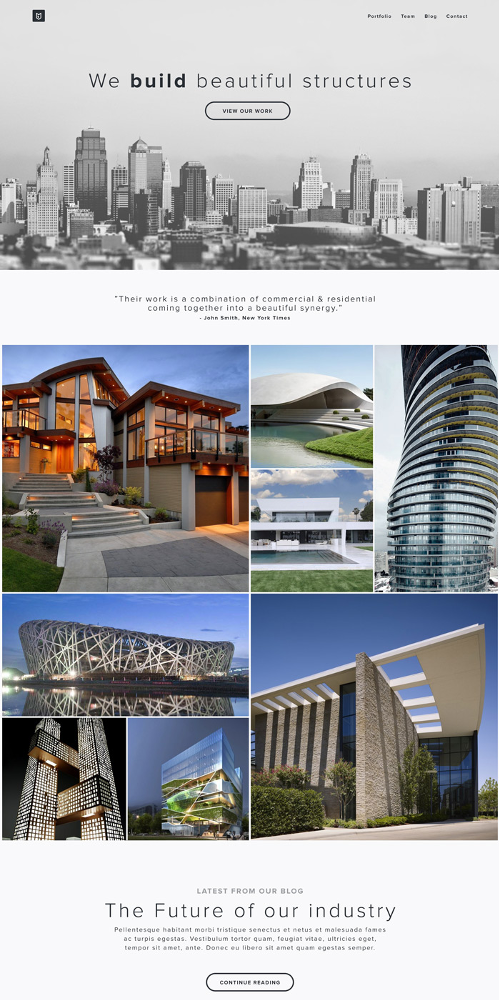 Portfolio Team Blog Contact
We build beautiful structures
VIEW OUR WORK
"Their work is a combination of commercial & residential
coming together into a beautiful synergy."
- John Smith, New York Times
LATEST FROM OUR BLOG
The Future of our industry
Pellentesque habitant morbi tristique senectus et netus et malesuada fames
ac turpis egestas. Vestibulum tortor quam, feugiat vitae, ultricies eget,
tempor sit amet, ante. Donec eu libero sit amet quam egestas semper.
CONTINUE READING